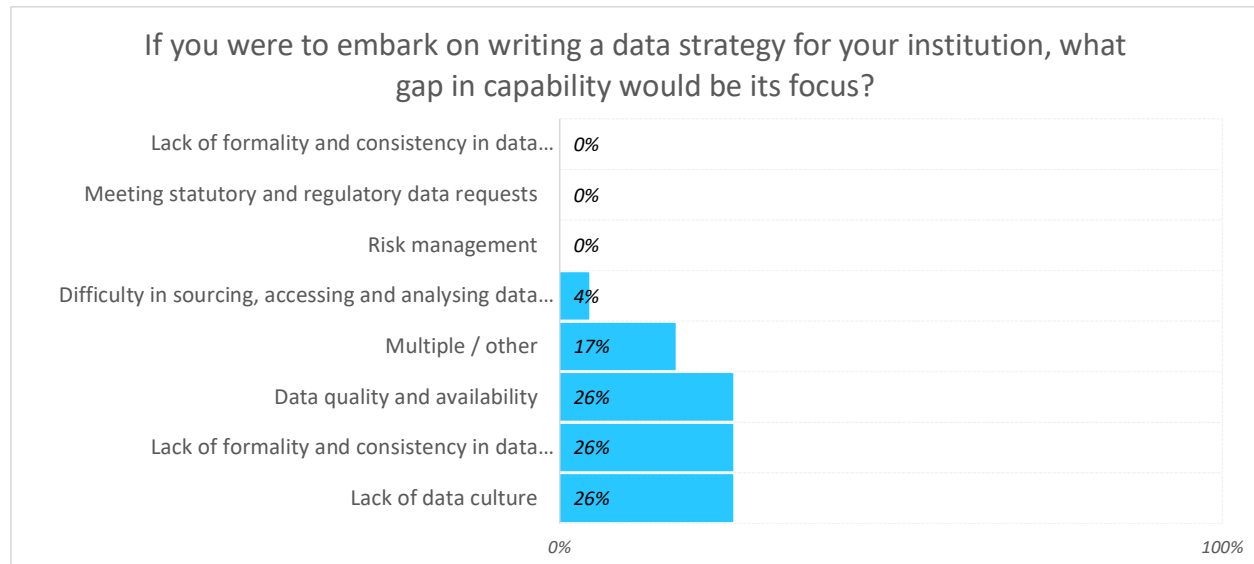 If you were to embark on writing a data strategy for your institution, what
gap in capability would be its focus?
Lack of formality and consistency in data… 0%
Meeting statutory and regulatory data requests 0%
Risk management 0%
Difficulty in sourcing, accessing and analysing data… 4%
Multiple / other 17%
Data quality and availability 26%
Lack of formality and consistency in data… 26%
Lack of data culture 26%
0% 100%